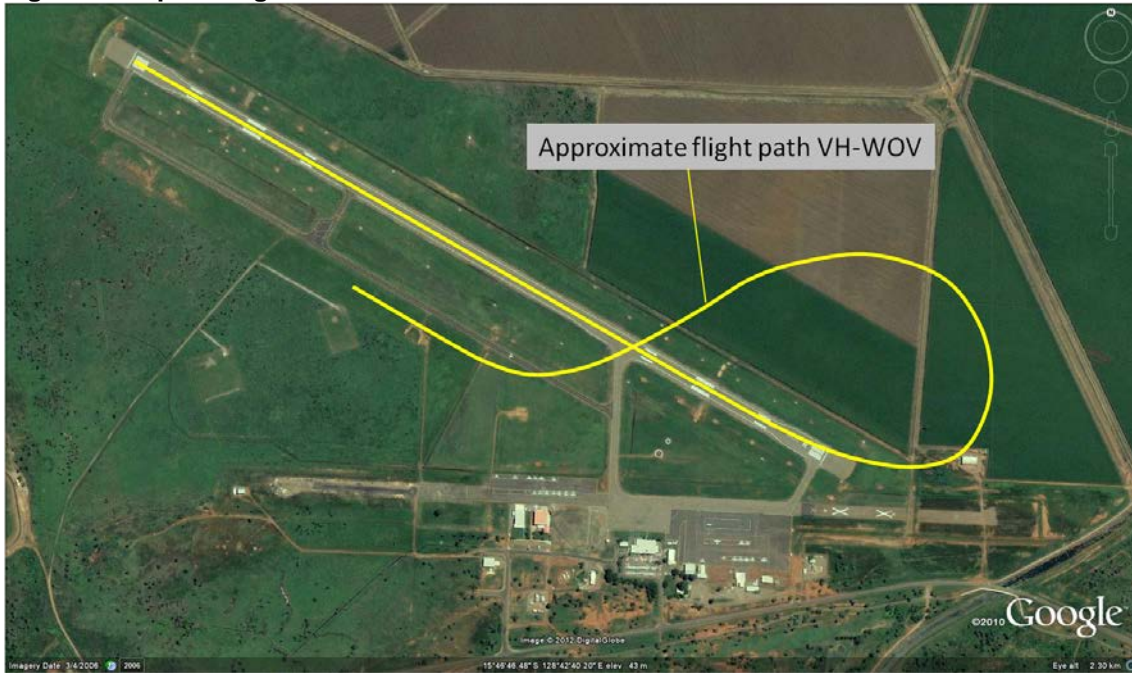 Approximate flight path VH-WOV
N
©2010 Google
Image © 2012 DigitalGlobe
Imagery Date 3/4/2006 2006 15°46'46.48" S 128°42'40.20" E elev 43 m Eye alt 2.30 km